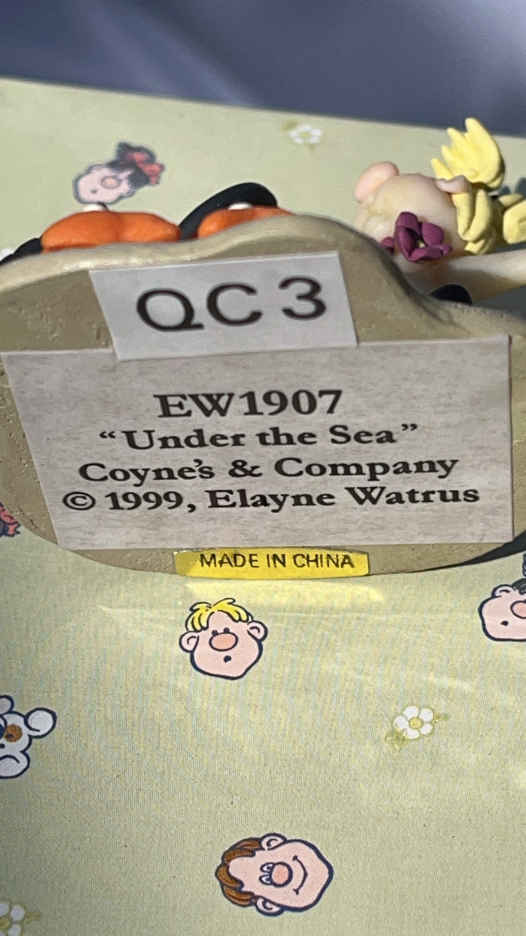 QC3
EW1907
“Under the Sea”
Coyne's & Company
© 1999, Elayne Watrus
MADE IN CHINA